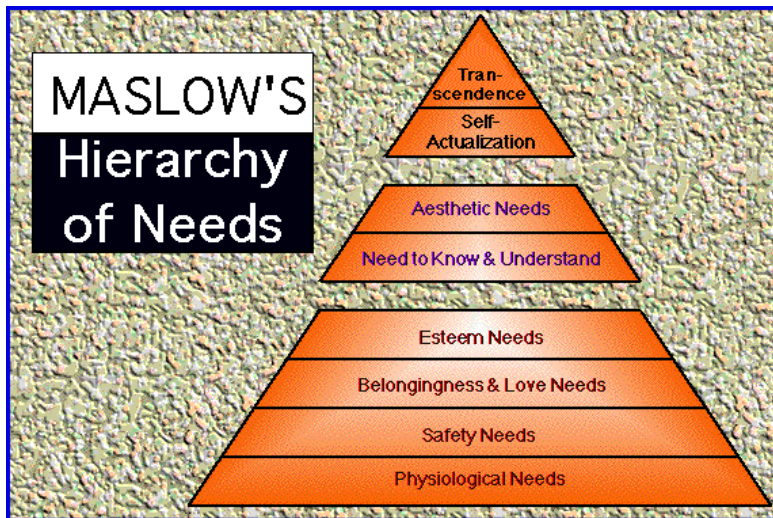 MASLOW'S
Hierarchy
of Needs
Tran-
scendence
Self-
Actualization
Aesthetic Needs
Need to Know & Understand
Esteem Needs
Belongingness & Love Needs
Safety Needs
Physiological Needs